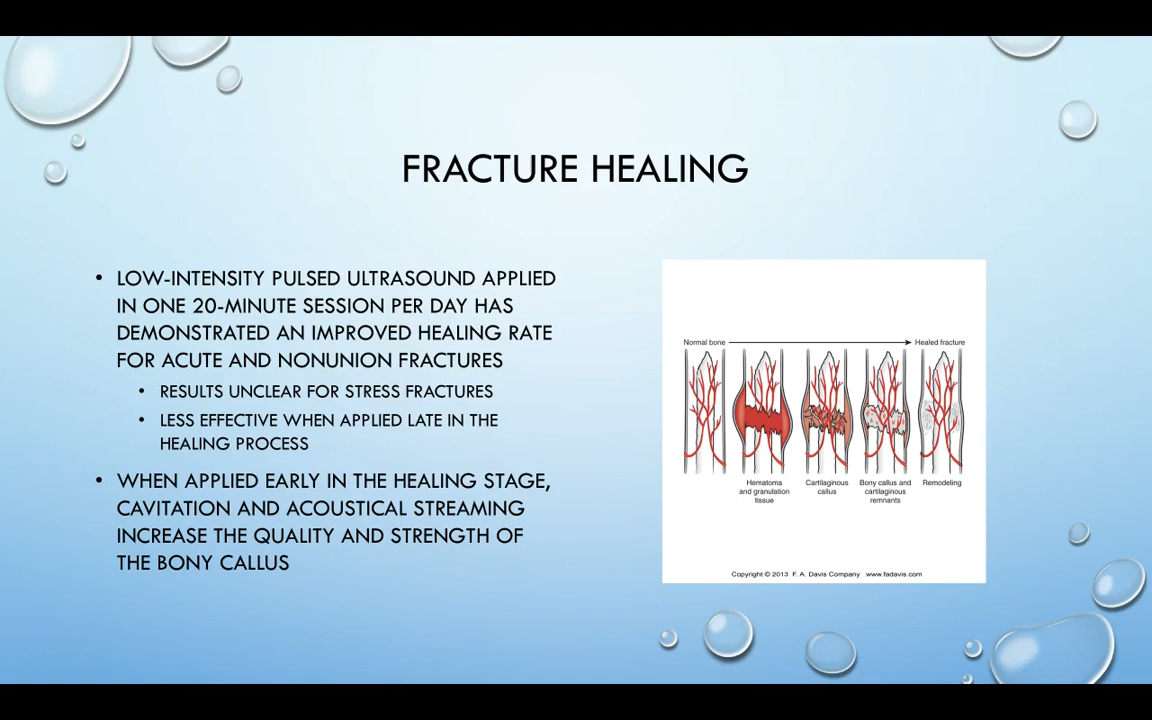 FRACTURE HEALING
• LOW-INTENSITY PULSED ULTRASOUND APPLIED
IN ONE 20-MINUTE SESSION PER DAY HAS
DEMONSTRATED AN IMPROVED HEALING RATE
FOR ACUTE AND NONUNION FRACTURES
• RESULTS UNCLEAR FOR STRESS FRACTURES
• LESS EFFECTIVE WHEN APPLIED LATE IN THE
HEALING PROCESS
• WHEN APPLIED EARLY IN THE HEALING STAGE,
CAVITATION AND ACOUSTICAL STREAMING
INCREASE THE QUALITY AND STRENGTH OF
THE BONY CALLUS
Normal bone
Healed fracture
Hematoma
and granulation
tissue
Cartilaginous
callus
Bony callus and
cartilaginous
remnants
Remodeling
Copyright © 2013 F. A. Davis Company www.fadavis.com